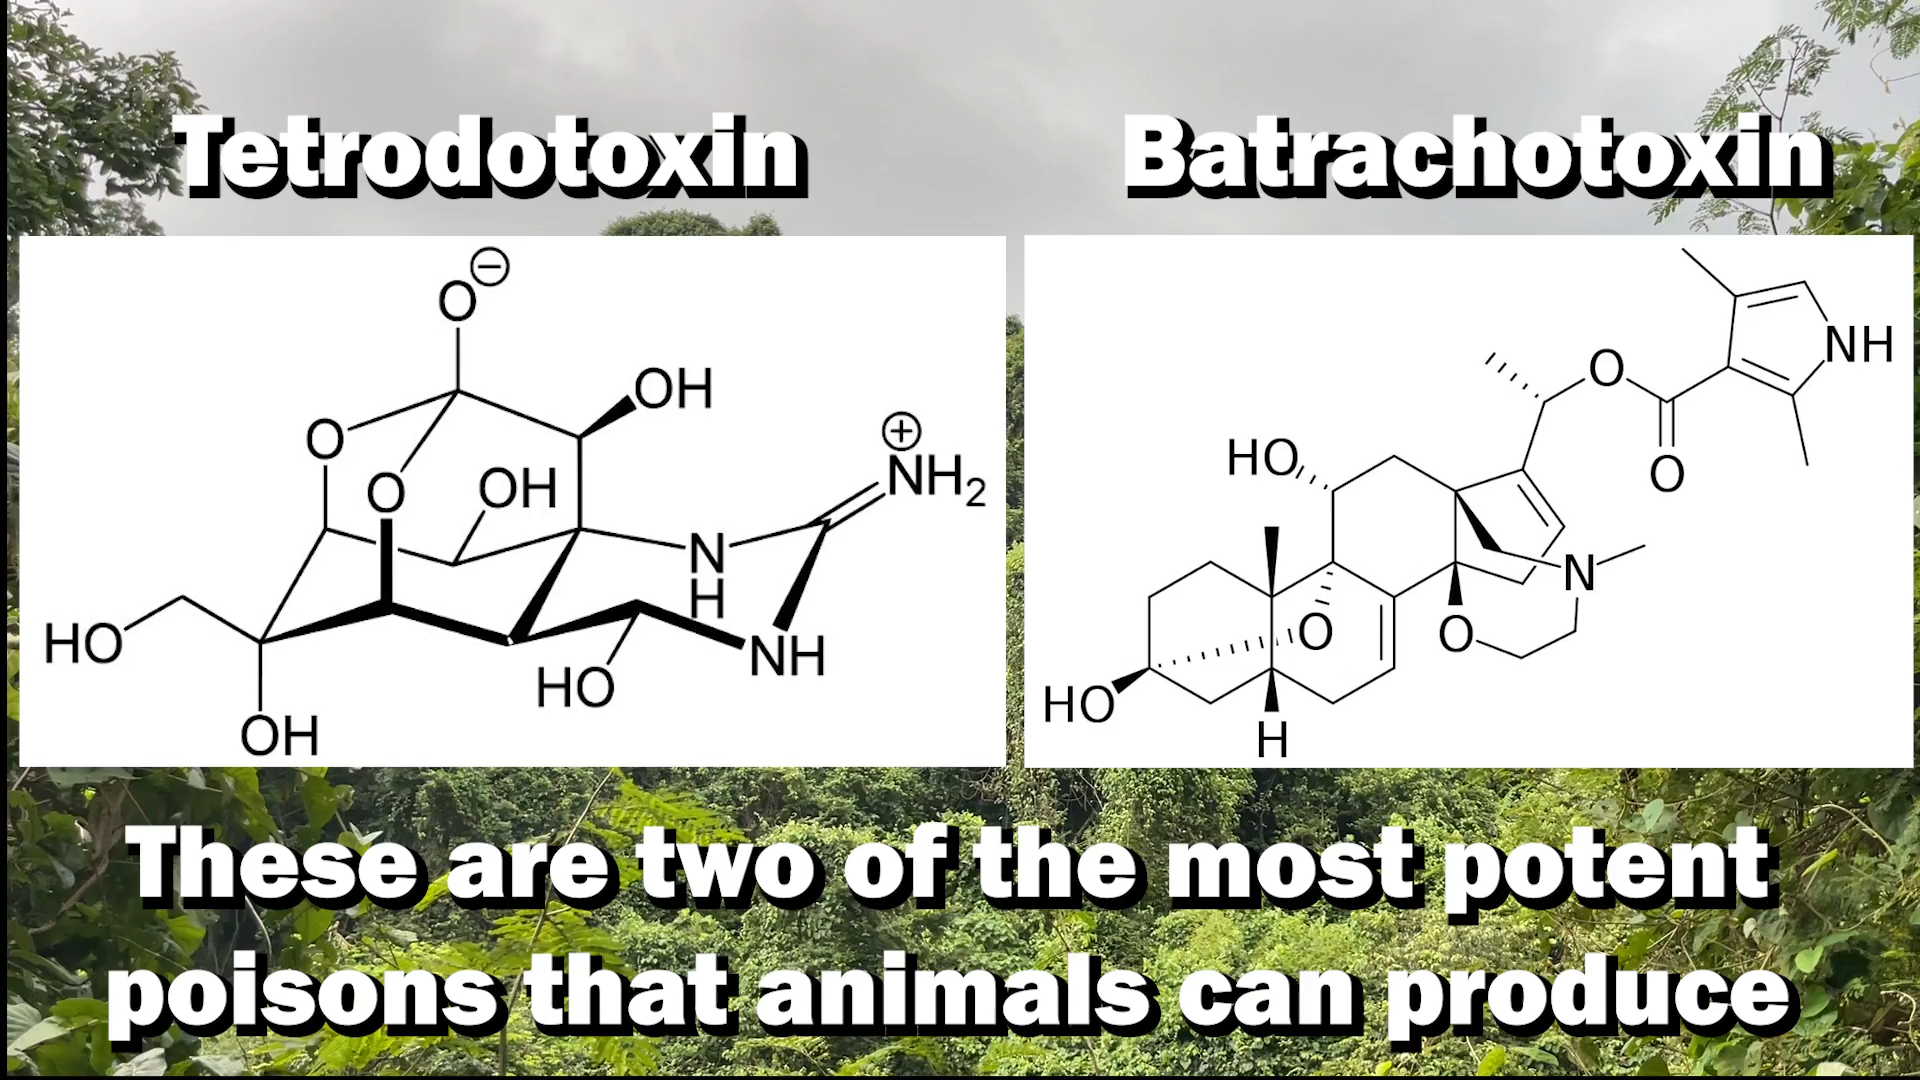 Tetrodotoxin
Batrachotoxin
O⊖
OH
⊕
NH2
O
O
OH
N
H
HO
NH
HO
OH
NH
O
O
HO
N
O
O
HO
H
These are two of the most potent
poisons that animals can produce